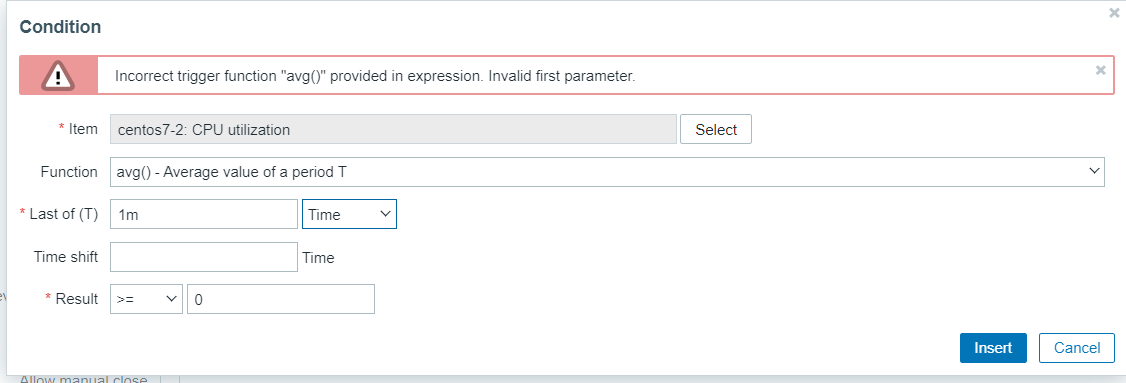 Condition
Incorrect trigger function "avg()" provided in expression. Invalid first parameter.
* Item centos7-2: CPU utilization Select
Function avg() - Average value of a period T
* Last of (T) 1m Time
Time shift Time
* Result >= 0
Insert Cancel
Allow manual close